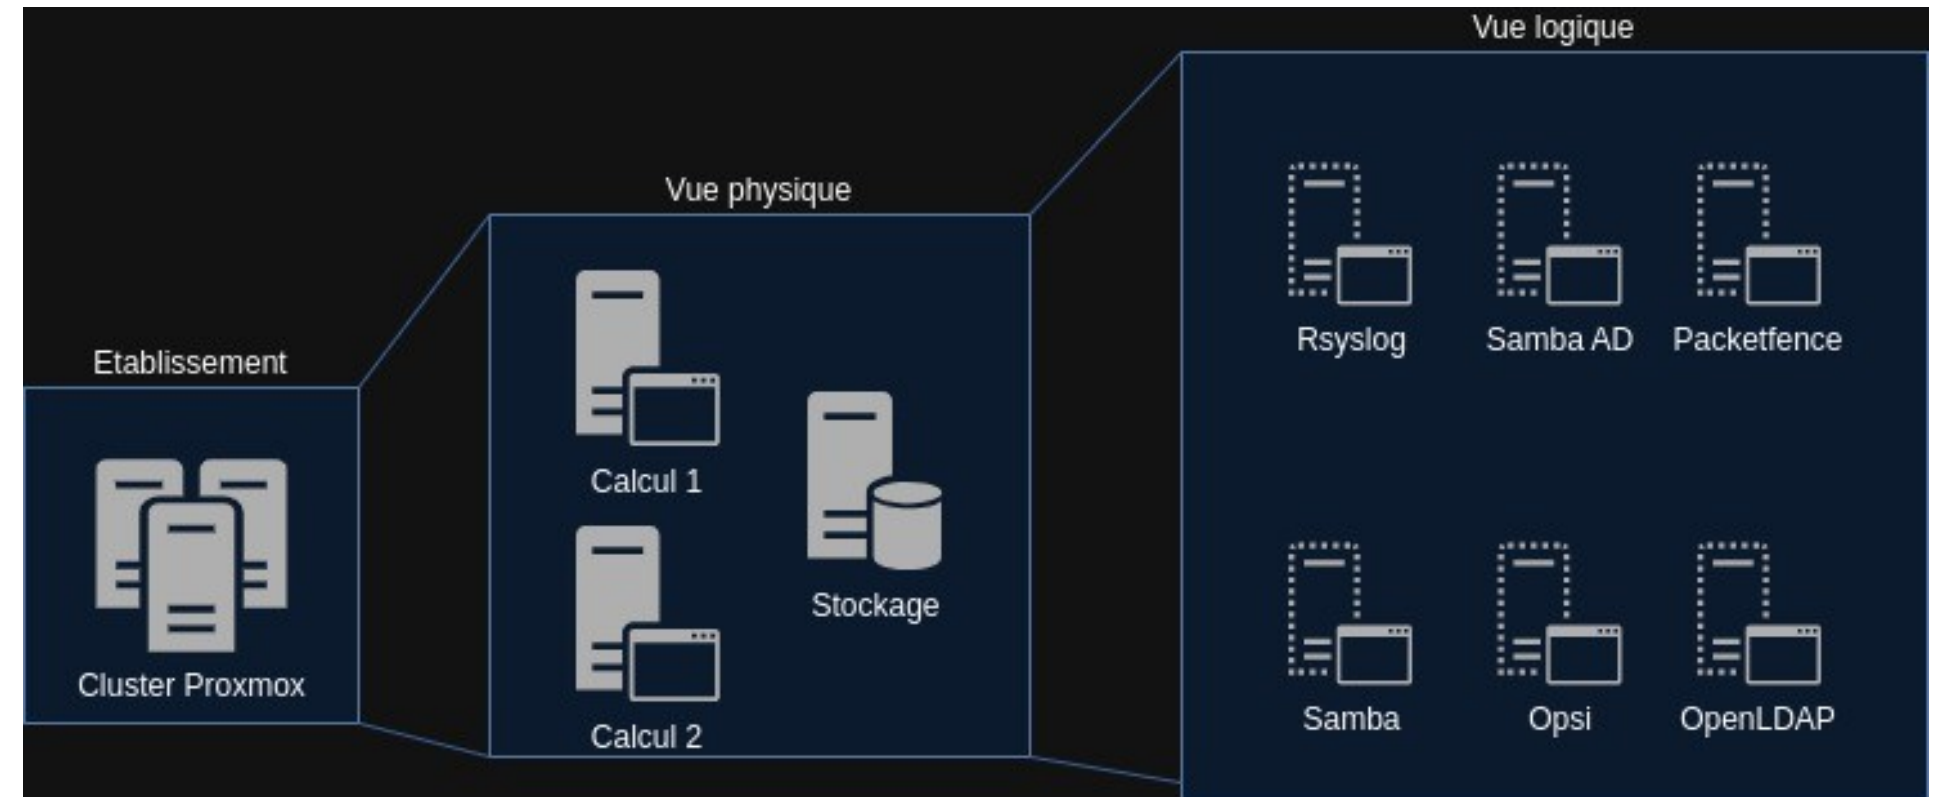 Etablissement
Cluster Proxmox
Vue physique
Calcul 1
Calcul 2
Stockage
Vue logique
Rsyslog
Samba AD
Packetfence
Samba
Opsi
OpenLDAP